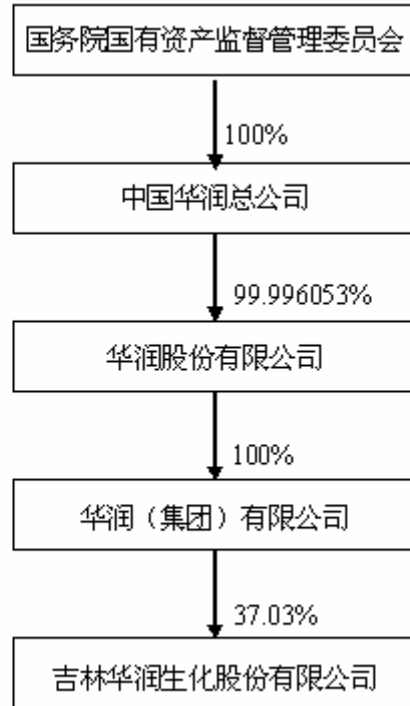 国务院国有资产监督管理委员会
100%
中国华润总公司
99.996053%
华润股份有限公司
100%
华润（集团）有限公司
37.03%
吉林华润生化股份有限公司